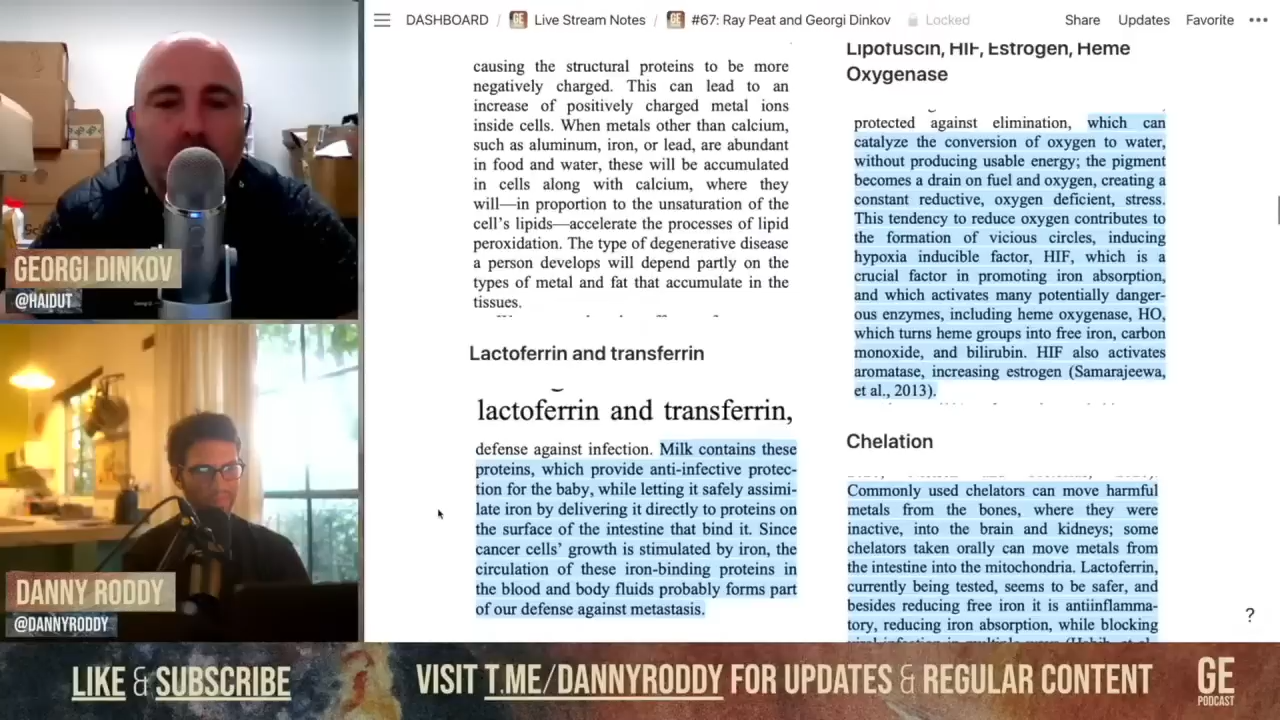 DASHBOARD / Live Stream Notes / #67: Ray Peat and Georgi Dinkov Locked
Share Updates Favorite
causing the structural proteins to be more
negatively charged. This can lead to an
increase of positively charged metal ions
inside cells. When metals other than calcium,
such as aluminum, iron, or lead, are abundant
in food and water, these will be accumulated
in cells along with calcium, where they
will—in proportion to the unsaturation of the
cell's lipids—accelerate the processes of lipid
peroxidation. The type of degenerative disease
a person develops will depend partly on the
types of metal and fat that accumulate in the
tissues.
Lactoferrin and transferrin
lactoferrin and transferrin,
defense against infection. Milk contains these
proteins, which provide anti-infective protec-
tion for the baby, while letting it safely assimi-
late iron by delivering it directly to proteins on
the surface of the intestine that bind it. Since
cancer cells' growth is stimulated by iron, the
circulation of these iron-binding proteins in
the blood and body fluids probably forms part
of our defense against metastasis.
Lipofuscin, HIF, Estrogen, Heme
Oxygenase
protected against elimination, which can
catalyze the conversion of oxygen to water,
without producing usable energy; the pigment
becomes a drain on fuel and oxygen, creating a
constant reductive, oxygen deficient, stress.
This tendency to reduce oxygen contributes to
the formation of vicious circles, inducing
hypoxia inducible factor, HIF, which is a
crucial factor in promoting iron absorption,
and which activates many potentially danger-
ous enzymes, including heme oxygenase, HO,
which turns heme groups into free iron, carbon
monoxide, and bilirubin. HIF also activates
aromatase, increasing estrogen (Samarajeewa,
et al., 2013).
Chelation
Commonly used chelators can move harmful
metals from the bones, where they were
inactive, into the brain and kidneys; some
chelators taken orally can move metals from
the intestine into the mitochondria. Lactoferrin,
currently being tested, seems to be safer, and
besides reducing free iron it is antiinflamma-
tory, reducing iron absorption, while blocking
?
GEORGI DINKOV
@HAIDUT
DANNY RODDY
@DANNYRODDY
LIKE & SUBSCRIBE
VISIT T.ME/DANNYRODDY FOR UPDATES & REGULAR CONTENT
GE
PODCAST